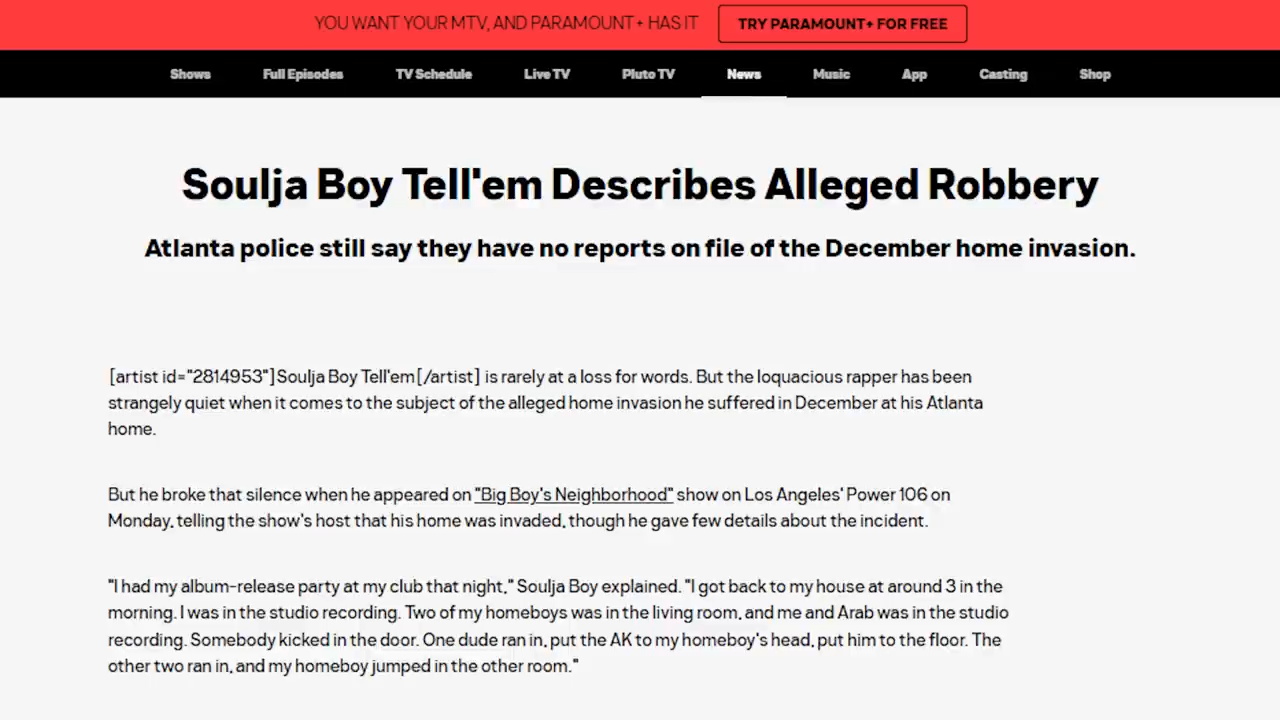 YOU WANT YOUR MTV, AND PARAMOUNT+ HAS IT
TRY PARAMOUNT+ FOR FREE
Shows Full Episodes TV Schedule Live TV Pluto TV News Music App Casting Shop
Soulja Boy Tell'em Describes Alleged Robbery
Atlanta police still say they have no reports on file of the December home invasion.
[artist id="2814953"]Soulja Boy Tell'em[/artist] is rarely at a loss for words. But the loquacious rapper has been
strangely quiet when it comes to the subject of the alleged home invasion he suffered in December at his Atlanta
home.
But he broke that silence when he appeared on "Big Boy's Neighborhood" show on Los Angeles' Power 106 on
Monday, telling the show's host that his home was invaded, though he gave few details about the incident.
"I had my album-release party at my club that night," Soulja Boy explained. "I got back to my house at around 3 in the
morning. I was in the studio recording. Two of my homeboys was in the living room, and me and Arab was in the studio
recording. Somebody kicked in the door. One dude ran in, put the AK to my homeboy's head, put him to the floor. The
other two ran in, and my homeboy jumped in the other room."